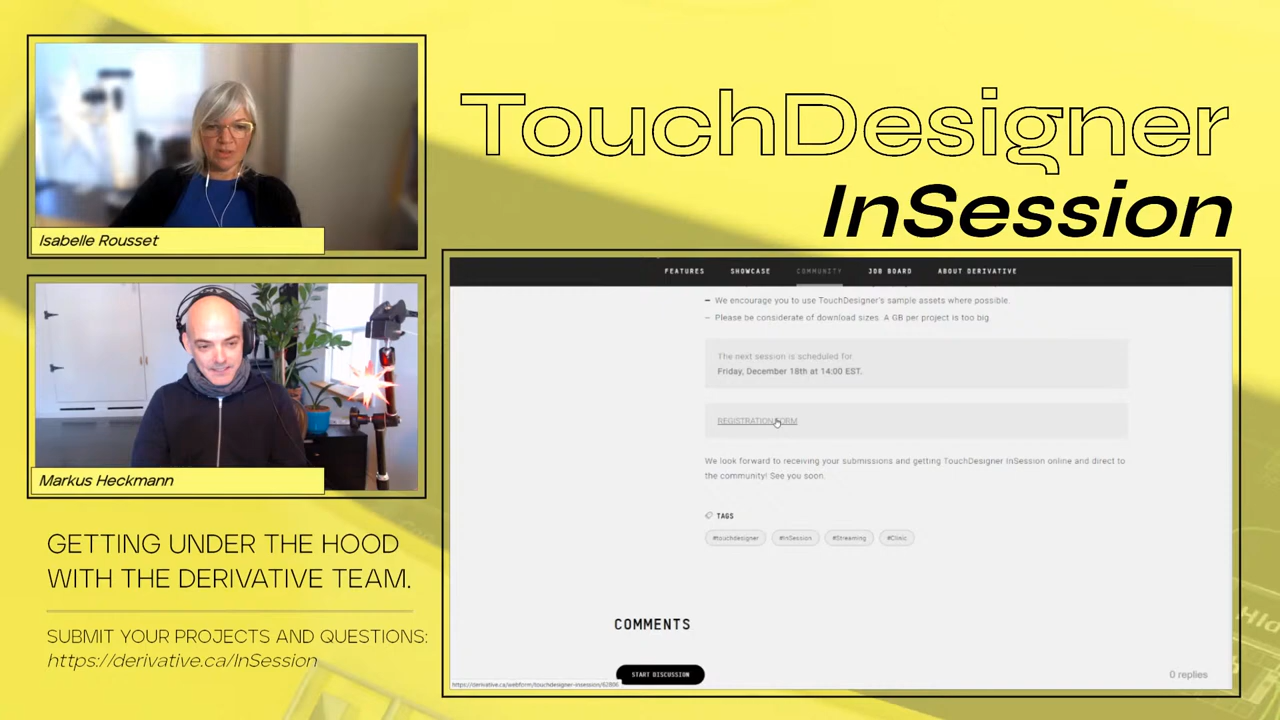 TouchDesigner
InSession
Isabelle Rousset
Markus Heckmann
GETTING UNDER THE HOOD
WITH THE DERIVATIVE TEAM.
SUBMIT YOUR PROJECTS AND QUESTIONS:
https://derivative.ca/InSession
FEATURES SHOWCASE COMMUNITY JOB BOARD ABOUT DERIVATIVE
– We encourage you to use TouchDesigner's sample assets where possible.
– Please be considerate of download sizes. A GB per project is too big.
The next session is scheduled for
Friday, December 18th at 14:00 EST.
REGISTRATION FORM
We look forward to receiving your submissions and getting TouchDesigner InSession online and direct to
the community! See you soon.
TAGS
#touchdesigner #InSession #Streaming #Clinic
COMMENTS
START DISCUSSION
0 replies